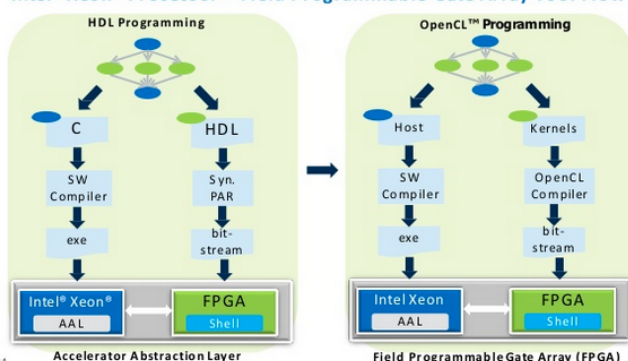 HDL Programming
C
HDL
SW
Compiler
Syn.
PAR
exe
bit-
stream
Intel® Xeon®
AAL
FPGA
Shell
Accelerator Abstraction Layer
OpenCL™ Programming
Host
Kernels
SW
Compiler
OpenCL
Compiler
exe
bit-
stream
Intel Xeon
AAL
FPGA
Shell
Field Programmable Gate Array (FPGA)